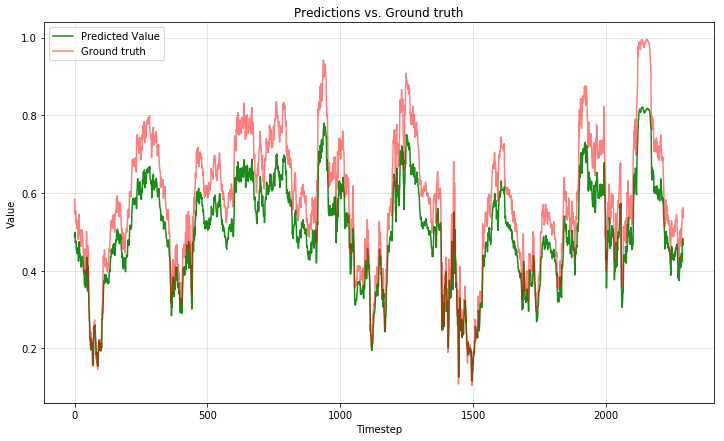 Predictions vs. Ground truth
Predicted Value
Ground truth
1.0
0.8
0.6
0.4
0.2
Value
0
500
1000
1500
2000
Timestep